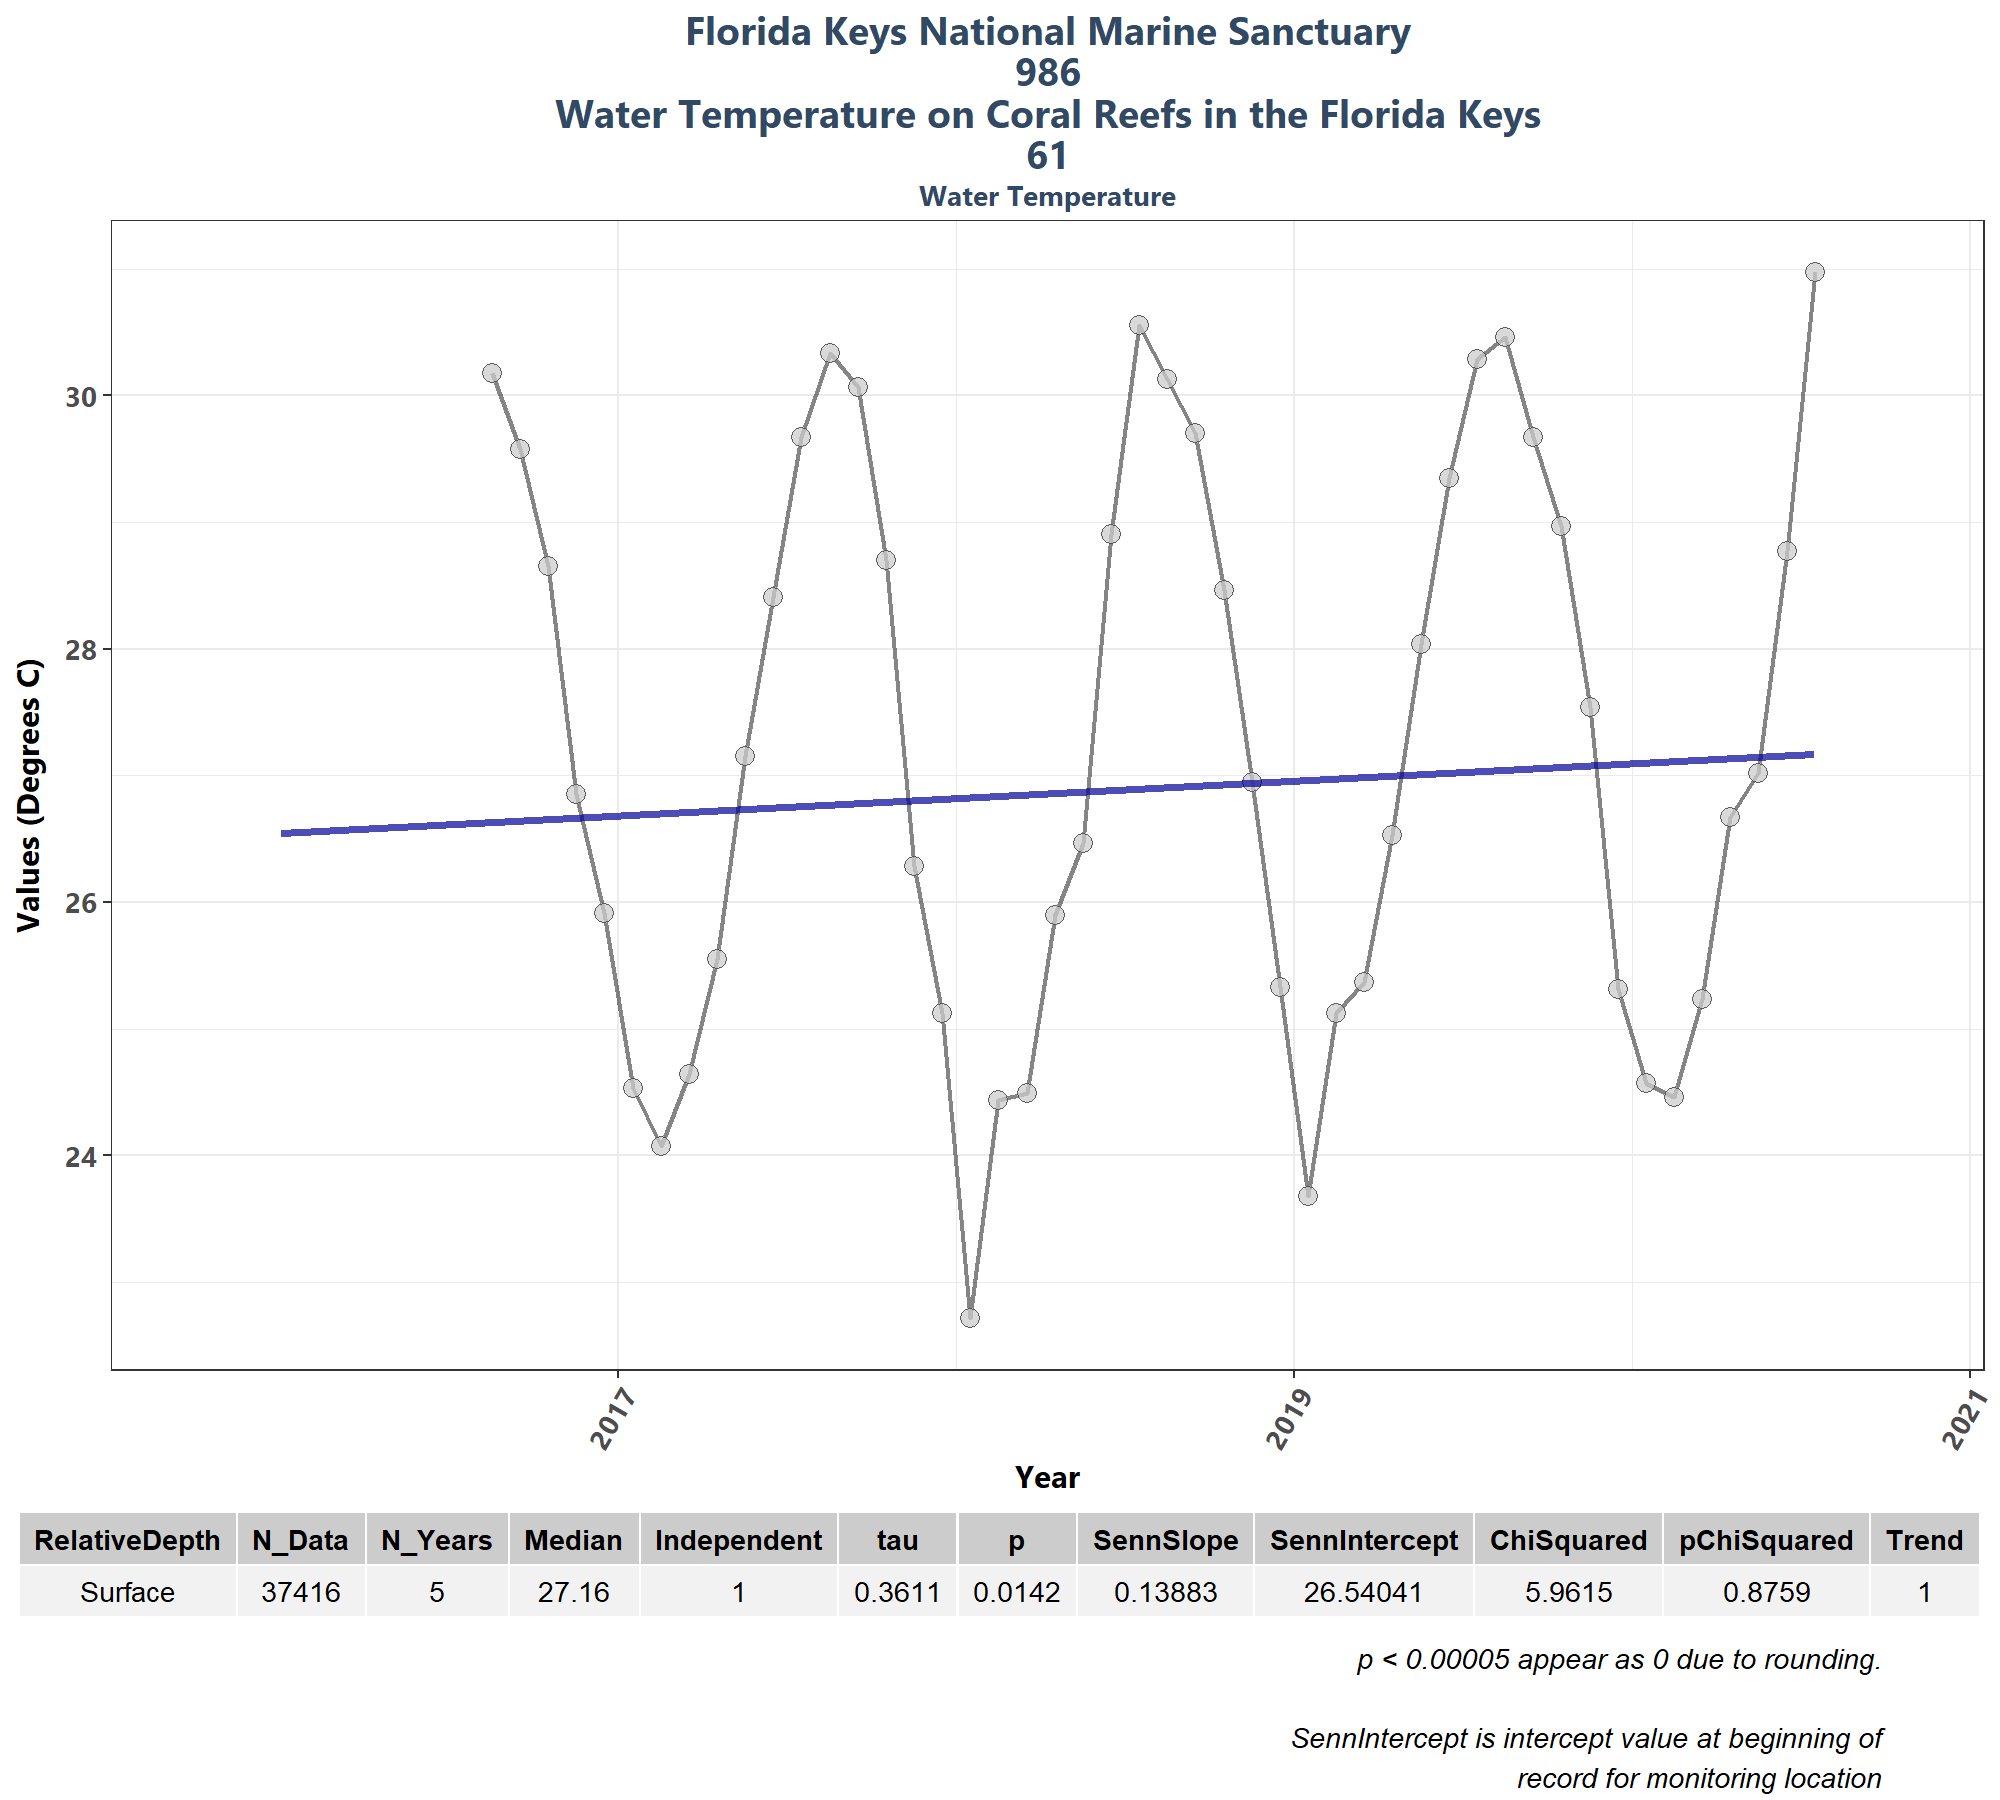 Florida Keys National Marine Sanctuary
986
Water Temperature on Coral Reefs in the Florida Keys
61
Water Temperature
Values (Degrees C)
30
28
26
24
2017
2019
2021
Year
RelativeDepth N_Data N_Years Median Independent tau p SennSlope SennIntercept ChiSquared pChiSquared Trend
Surface 37416 5 27.16 1 0.3611 0.0142 0.13883 26.54041 5.9615 0.8759 1
p < 0.00005 appear as 0 due to rounding.
SennIntercept is intercept value at beginning of
record for monitoring location